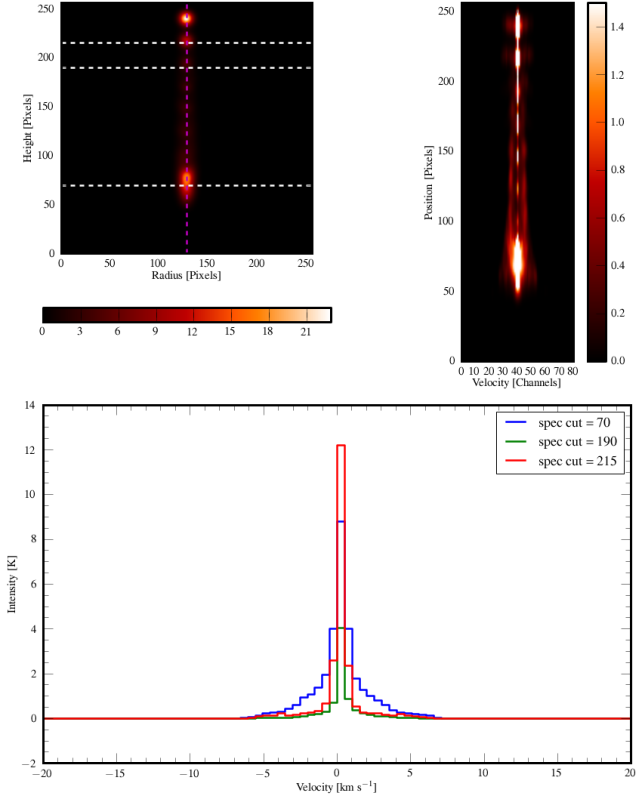 250
200
150
100
50
0
Height [Pixels]
0 50 100 150 200 250
Radius [Pixels]
0 3 6 9 12 15 18 21
250
200
150
100
50
0
Position [Pixels]
0 10 20 30 40 50 60 70 80
Velocity [Channels]
1.4
1.2
1.0
0.8
0.6
0.4
0.2
0.0
14
12
10
8
6
4
2
0
−2
Intensity [K]
spec cut = 70
spec cut = 190
spec cut = 215
−20 −15 −10 −5 0 5 10 15 20
Velocity [km s⁻¹]